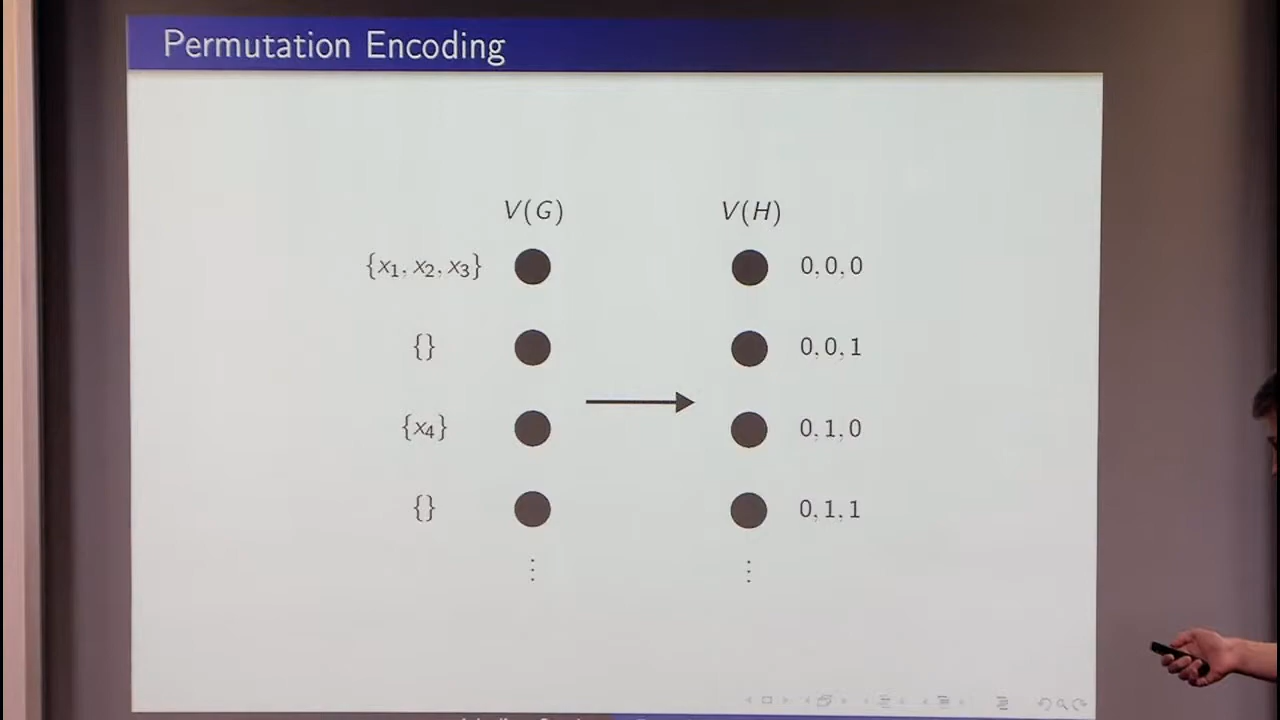 Permutation Encoding
V(G) V(H)
{x₁, x₂, x₃} 0, 0, 0
{} 0, 0, 1
{x₄} 0, 1, 0
{} 0, 1, 1
⋮ ⋮